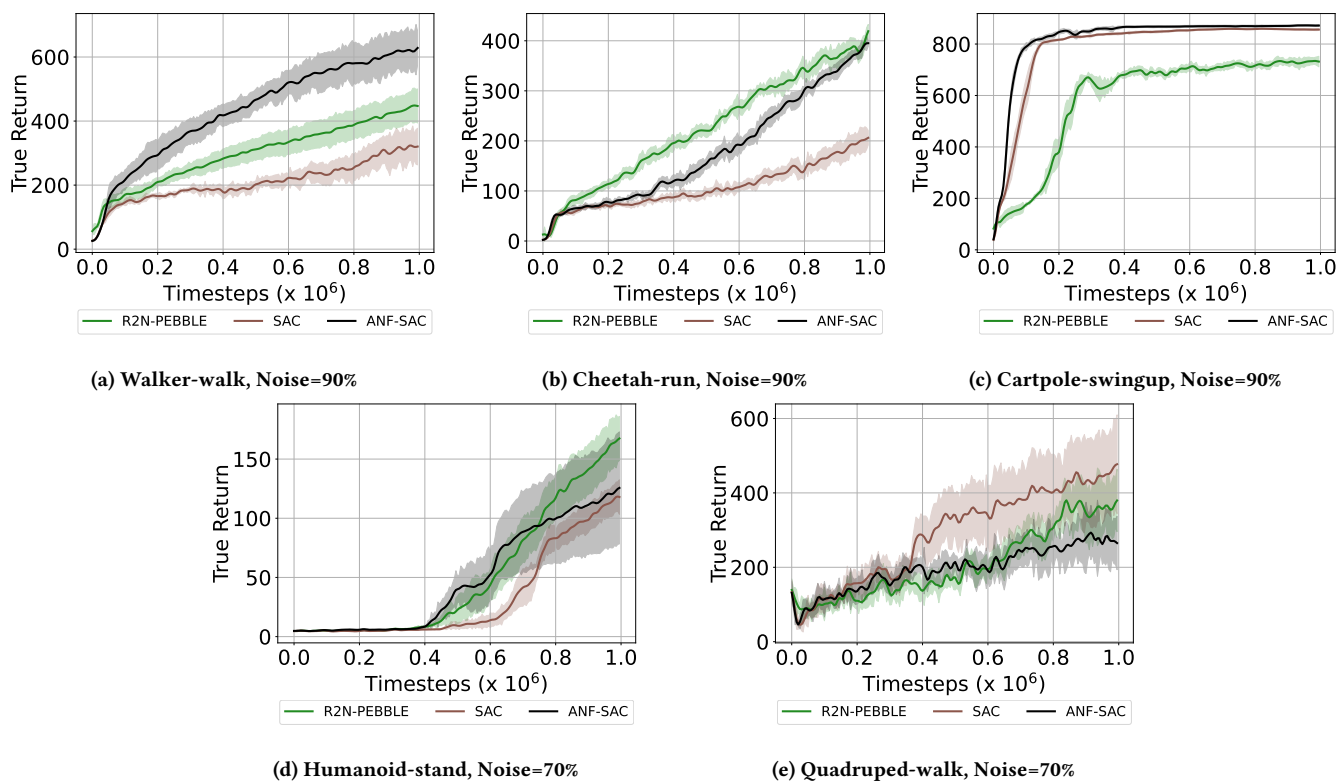 True Return
600
400
200
0
0.0 0.2 0.4 0.6 0.8 1.0
Timesteps (x 10^6)
R2N-PEBBLE SAC ANF-SAC
(a) Walker-walk, Noise=90%
True Return
400
300
200
100
0
0.0 0.2 0.4 0.6 0.8 1.0
Timesteps (x 10^6)
R2N-PEBBLE SAC ANF-SAC
(b) Cheetah-run, Noise=90%
True Return
800
600
400
200
0
0.0 0.2 0.4 0.6 0.8 1.0
Timesteps (x 10^6)
R2N-PEBBLE SAC ANF-SAC
(c) Cartpole-swingup, Noise=90%
True Return
150
100
50
0
0.0 0.2 0.4 0.6 0.8 1.0
Timesteps (x 10^6)
R2N-PEBBLE SAC ANF-SAC
(d) Humanoid-stand, Noise=70%
True Return
600
400
200
0
0.0 0.2 0.4 0.6 0.8 1.0
Timesteps (x 10^6)
R2N-PEBBLE SAC ANF-SAC
(e) Quadruped-walk, Noise=70%